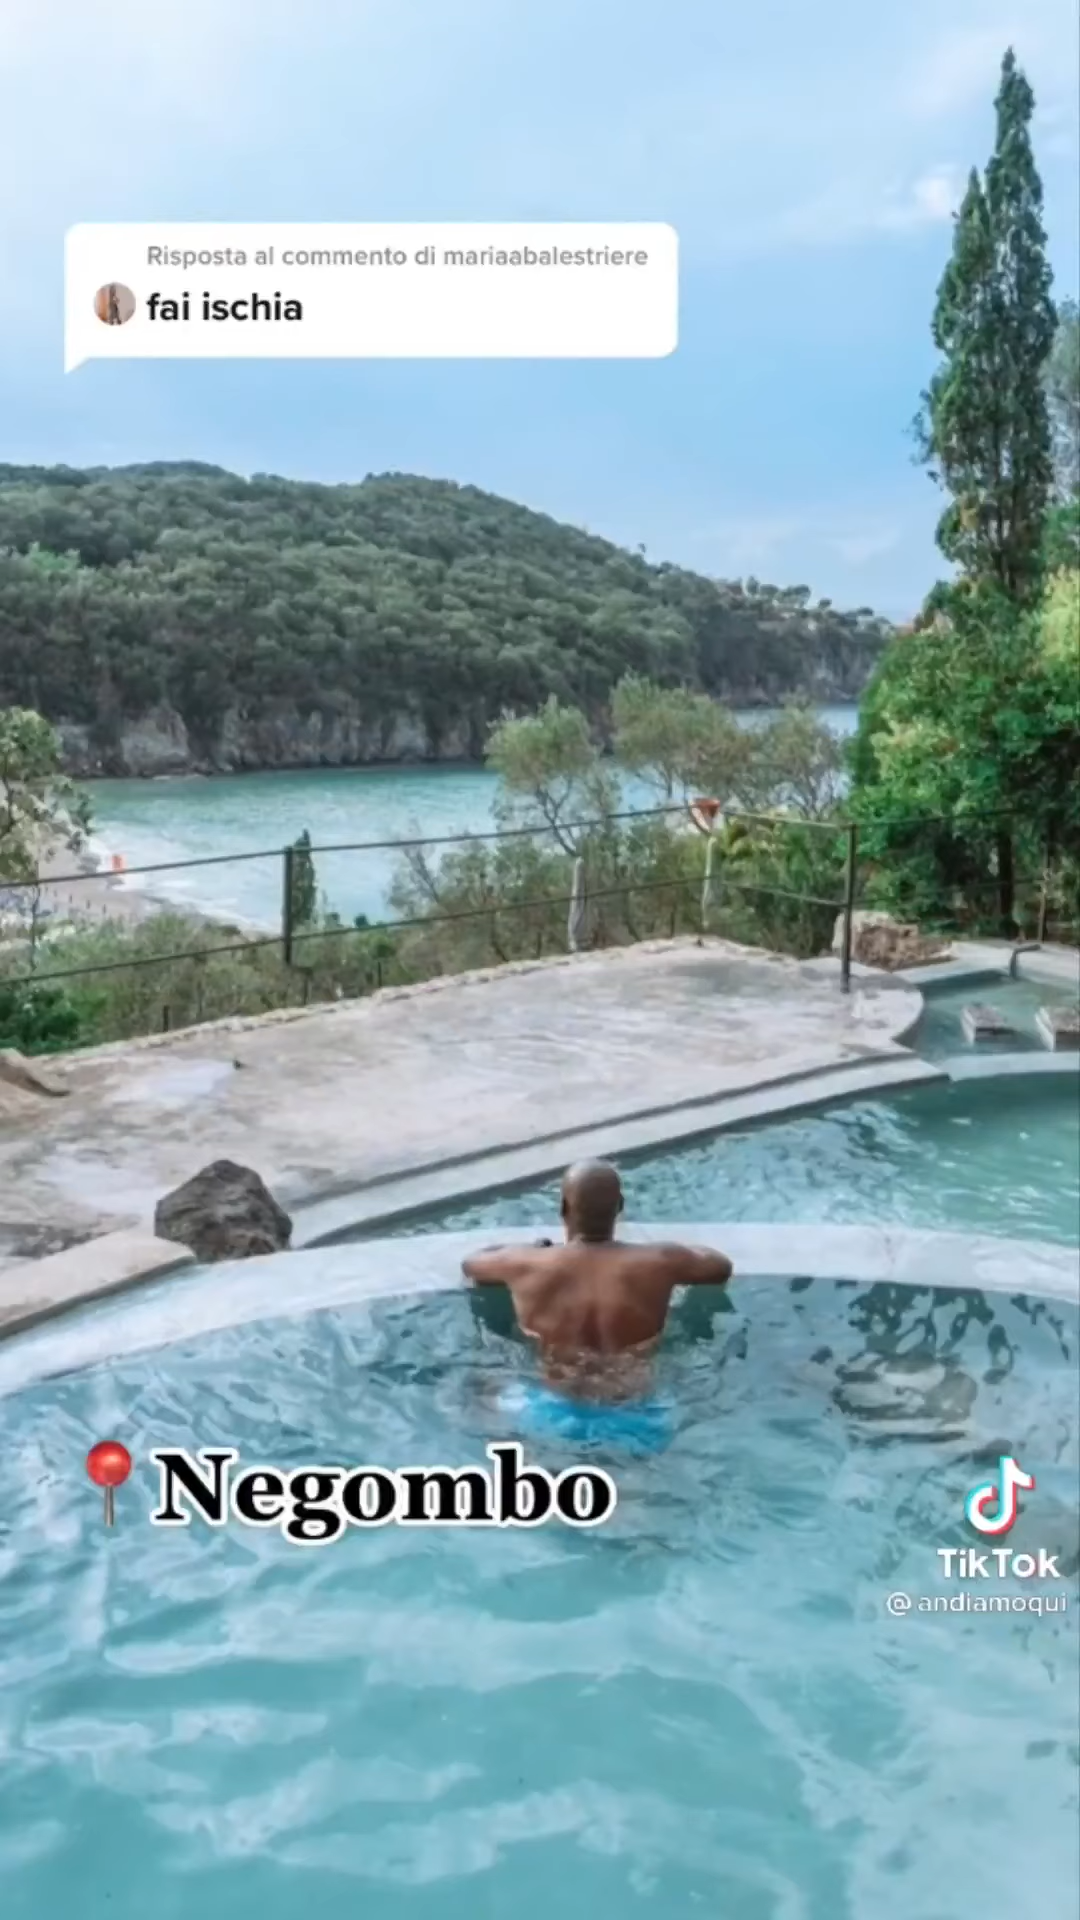 Risposta al commento di mariaabalestriere
fai ischia
Negombo
TikTok
@andiamoqui